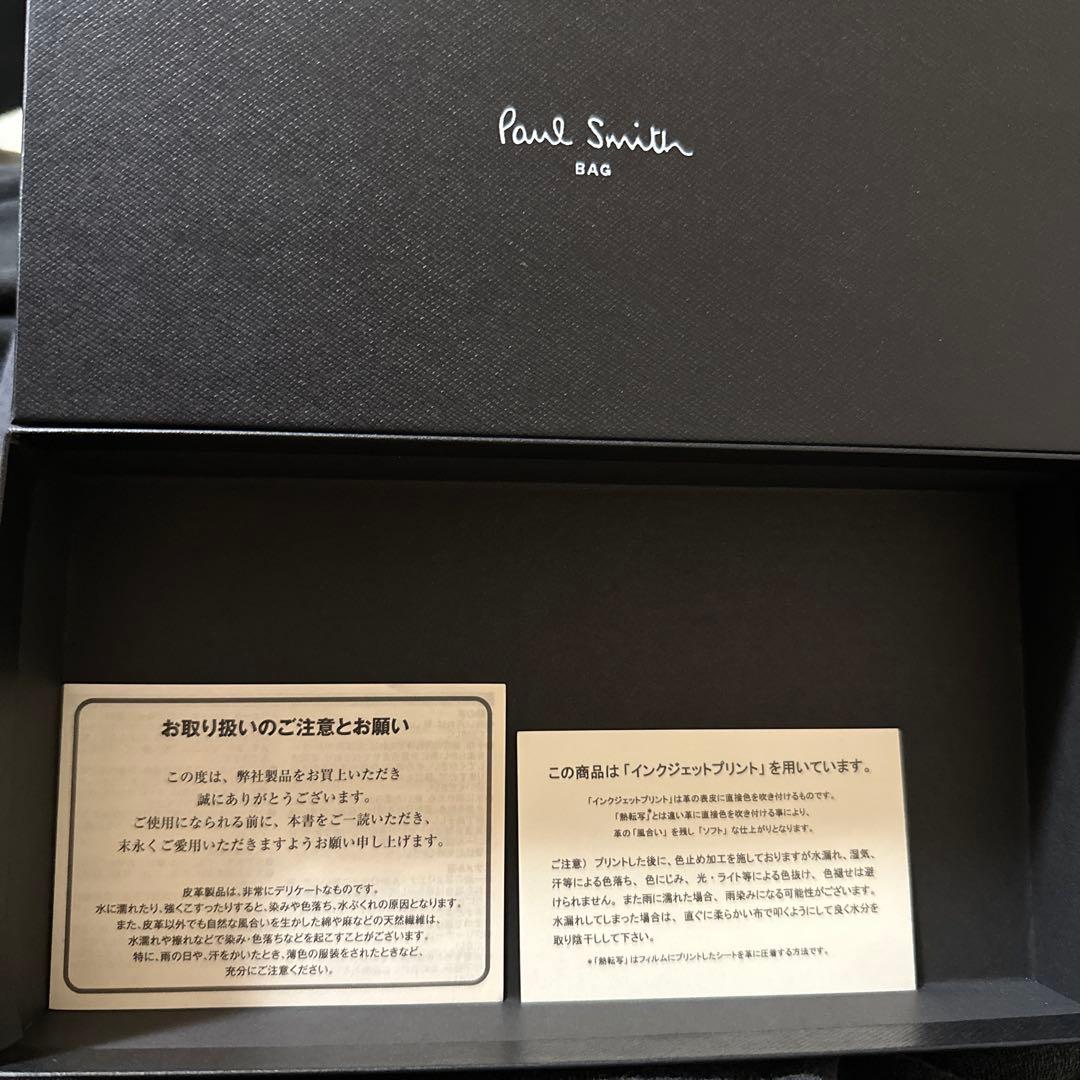 Paul Smith
BAG
お取り扱いのご注意とお願い
この度は、弊社製品をお買上いただき
誠にありがとうございます。
ご使用になられる前に、本書をご一読いただき、
末永くご愛用いただきますようお願い申し上げます。
皮革製品は、非常にデリケートなものです。
水に濡れたり、強くこすったりすると、染みや色落ち、水ぶくれの原因となります。
また、皮革以外でも自然な風合いを生かした綿や麻などの天然繊維は、
水濡れや擦れなどで染み・色落ちなどを起こすことがございます。
特に、雨の日や、汗をかいたとき、薄色の服装をされたときなど、
充分にご注意ください。
この商品は「インクジェットプリント」を用いています。
「インクジェットプリント」は革の表皮に直接色を吹き付けるものです。
「熱転写」*とは違い革に直接色を吹き付ける事により、
革の「風合い」を残し「ソフト」な仕上がりとなります。
ご注意）プリントした後に、色止め加工を施しておりますが水漏れ、湿気、
汗等による色落ち、色にじみ、光・ライト等による色抜け、色褪せは避
けられません。また雨に濡れた場合、雨染みになる可能性がございます。
水漏れしてしまった場合は、直ぐに柔らかい布で叩くようにして良く水分を
取り陰干しして下さい。
*「熱転写」はフィルムにプリントしたシートを革に圧着する方法です。